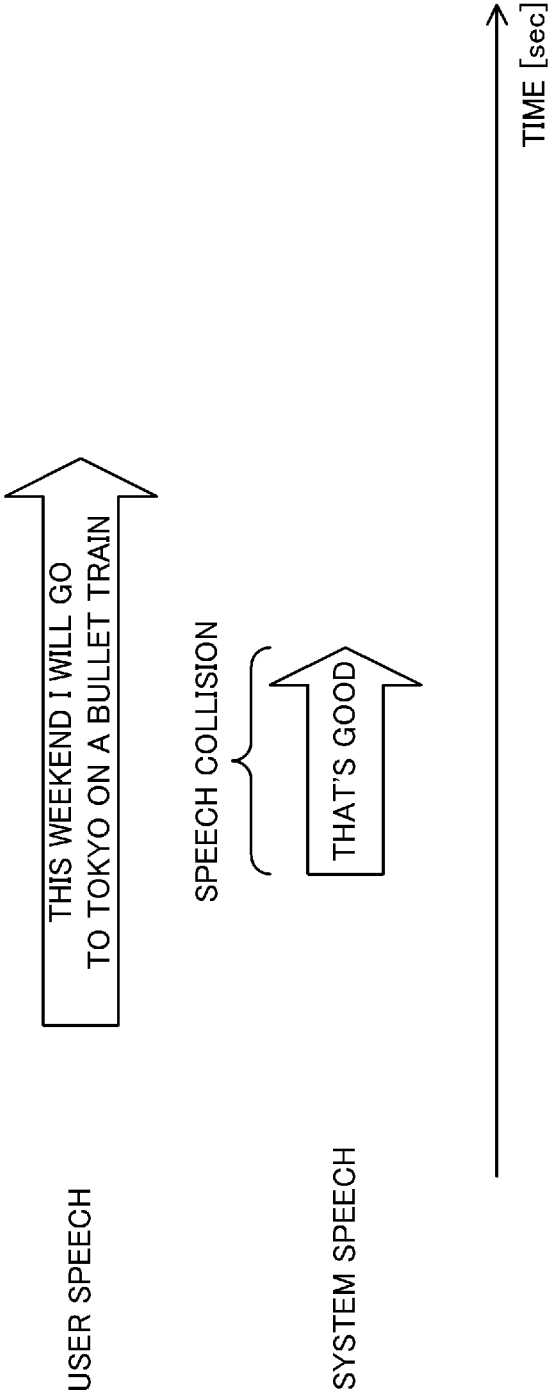 USER SPEECH
THIS WEEKEND I WILL GO
TO TOKYO ON A BULLET TRAIN
SPEECH COLLISION
SYSTEM SPEECH
THAT'S GOOD
TIME [sec]